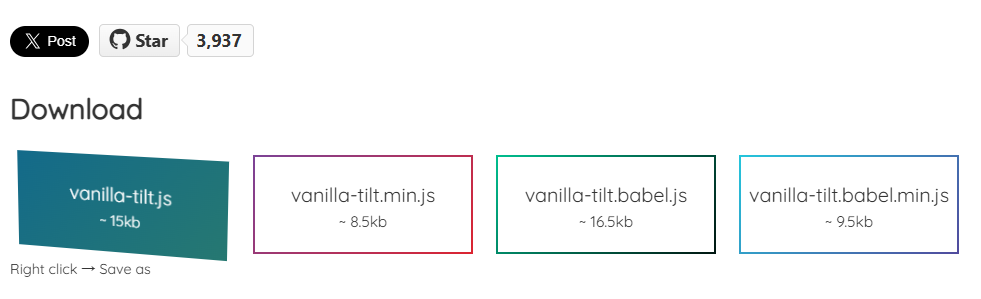 Post Star 3,937
Download
vanilla-tilt.js vanilla-tilt.min.js vanilla-tilt.babel.js vanilla-tilt.babel.min.js
~ 15kb ~ 8.5kb ~ 16.5kb ~ 9.5kb
Right click → Save as